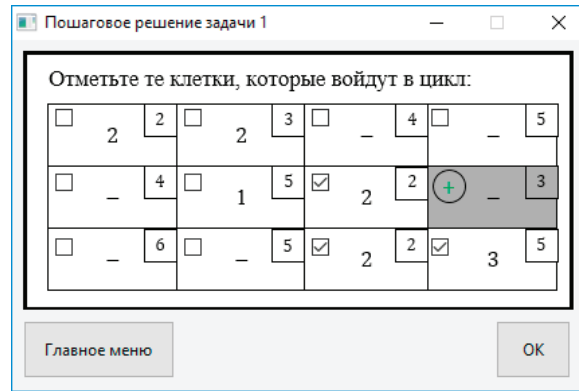 Пошаговое решение задачи 1
Отметьте те клетки, которые войдут в цикл:
2 2 2 3 – 4 – 5
– 4 1 5 2 2 + – 3
– 6 – 5 2 2 3 5
Главное меню OK